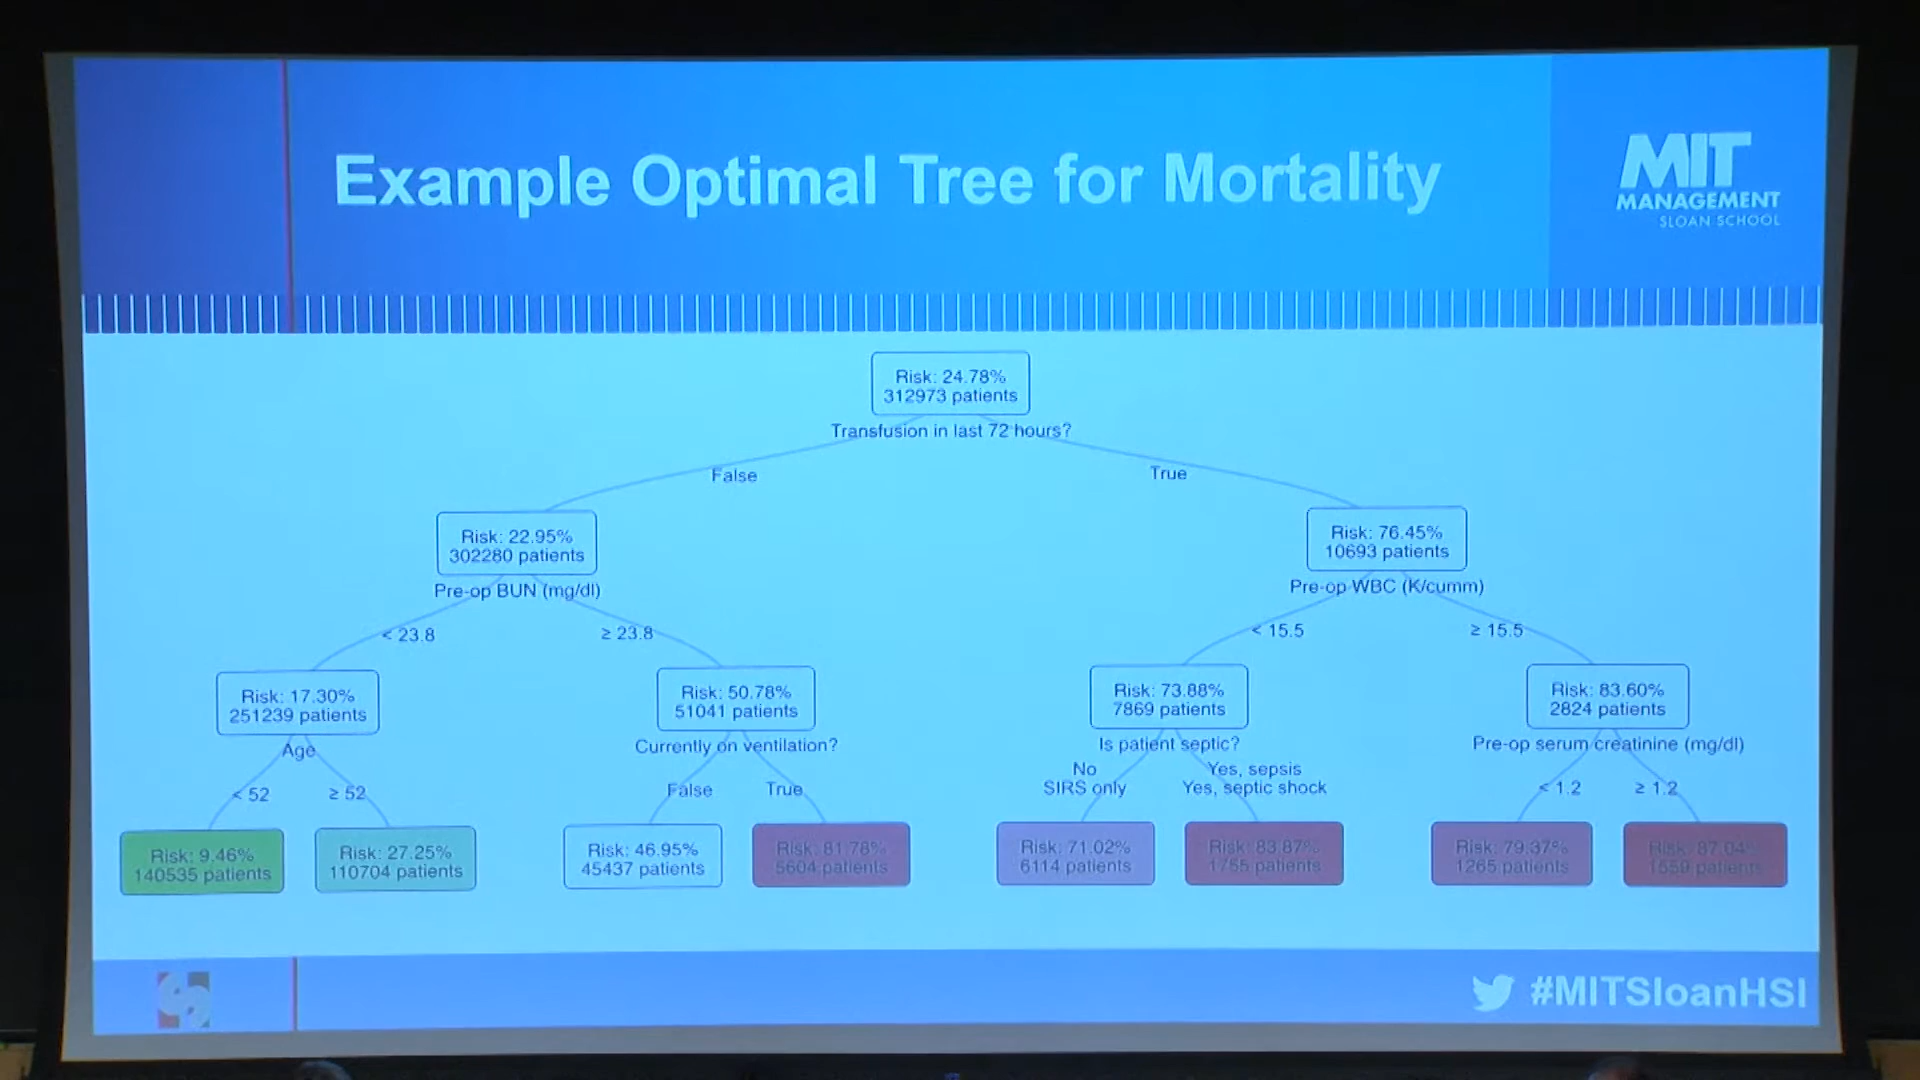 Example Optimal Tree for Mortality
MIT
MANAGEMENT
SLOAN SCHOOL
Risk: 24.78%
312973 patients
Transfusion in last 72 hours?
False
True
Risk: 22.95%
302280 patients
Pre-op BUN (mg/dl)
Risk: 76.45%
10693 patients
Pre-op WBC (K/cumm)
< 23.8
≥ 23.8
< 15.5
≥ 15.5
Risk: 17.30%
251239 patients
Age
Risk: 50.78%
51041 patients
Currently on ventilation?
Risk: 73.88%
7869 patients
Is patient septic?
Risk: 83.60%
2824 patients
Pre-op serum creatinine (mg/dl)
< 52
≥ 52
False
True
No
SIRS only
Yes, sepsis
Yes, septic shock
< 1.2
≥ 1.2
Risk: 9.46%
140535 patients
Risk: 27.25%
110704 patients
Risk: 46.95%
45437 patients
Risk: 81.78%
5604 patients
Risk: 71.02%
6114 patients
Risk: 83.87%
1755 patients
Risk: 79.37%
1265 patients
Risk: 87.04%
1559 patients
#MITSloanHSI